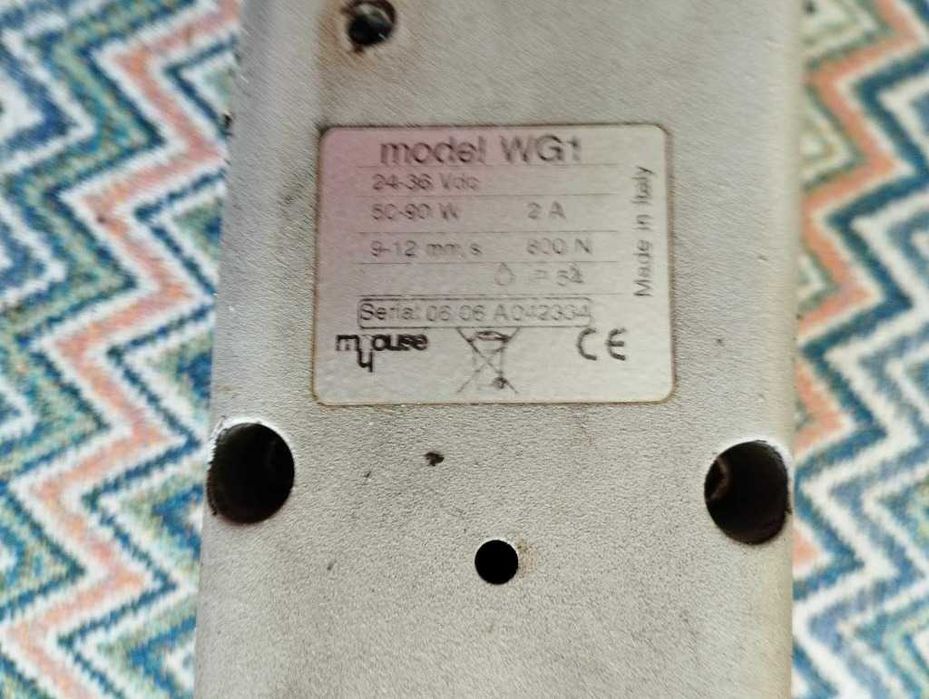 model WG1
24-36 Vdc
50-90 W 2 A
9-12 mm/s 800 N
= 54
Serial: 06/06 A042334
myouse
CE
Made in Italy